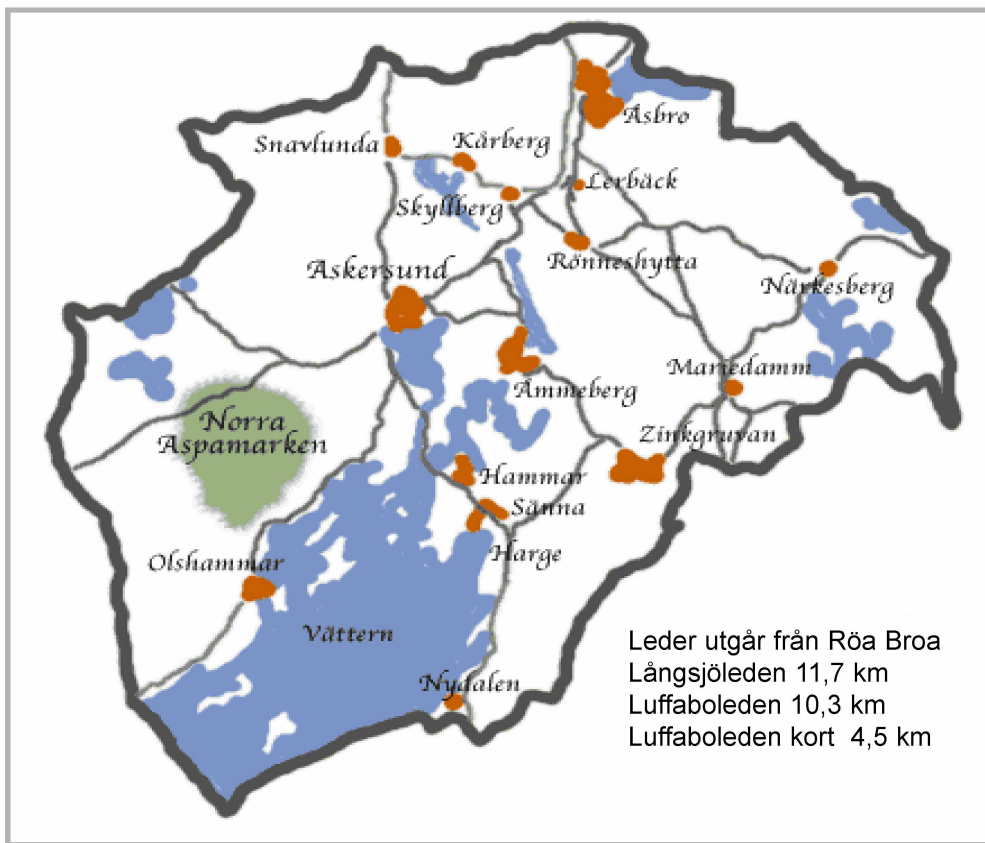 Åsbro
Snavlunda
Kårberg
Lerbäck
Skyllberg
Rönneshytta
Askersund
Närkesberg
Mariedamm
Åmmeberg
Norra
Aspamarken
Zinkgruvan
Hammar
Sänna
Harge
Olshammar
Vättern
Nydalen
Leder utgår från Röa Broa
Långsjöleden 11,7 km
Luffaboleden 10,3 km
Luffaboleden kort 4,5 km